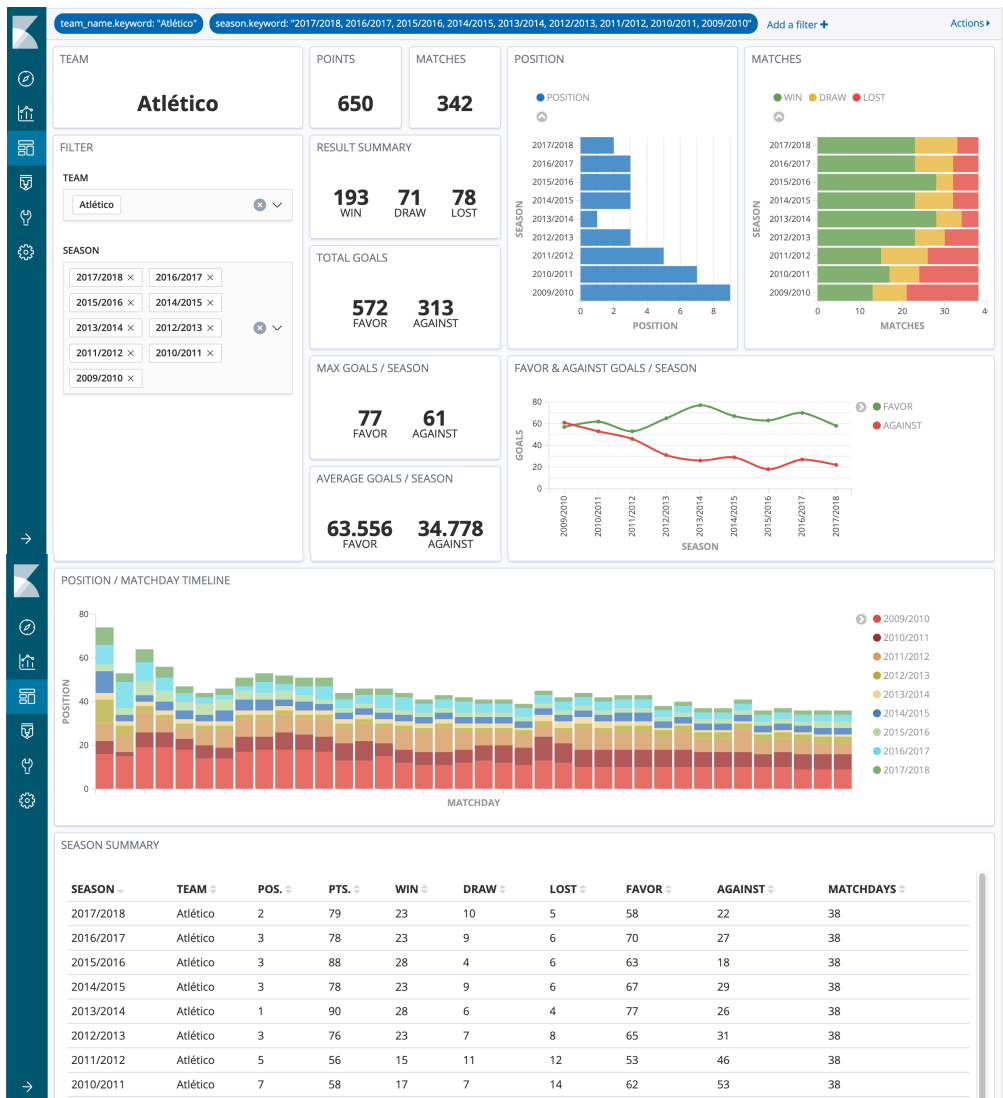 team_name.keyword: "Atlético" season.keyword: "2017/2018, 2016/2017, 2015/2016, 2014/2015, 2013/2014, 2012/2013, 2011/2012, 2010/2011, 2009/2010" Add a filter + Actions
TEAM
Atlético
POINTS
650
MATCHES
342
FILTER
TEAM
Atlético
SEASON
2017/2018 × 2016/2017 ×
2015/2016 × 2014/2015 ×
2013/2014 × 2012/2013 ×
2011/2012 × 2010/2011 ×
2009/2010 ×
RESULT SUMMARY
193 71 78
WIN DRAW LOST
TOTAL GOALS
572 313
FAVOR AGAINST
MAX GOALS / SEASON
77 61
FAVOR AGAINST
AVERAGE GOALS / SEASON
63.556 34.778
FAVOR AGAINST
POSITION
POSITION
SEASON
2017/2018
2016/2017
2015/2016
2014/2015
2013/2014
2012/2013
2011/2012
2010/2011
2009/2010
0 2 4 6 8
POSITION
MATCHES
WIN DRAW LOST
SEASON
2017/2018
2016/2017
2015/2016
2014/2015
2013/2014
2012/2013
2011/2012
2010/2011
2009/2010
0 10 20 30 4
MATCHES
FAVOR & AGAINST GOALS / SEASON
GOALS
80
60
40
20
0
2009/2010
2010/2011
2011/2012
2012/2013
2013/2014
2014/2015
2015/2016
2016/2017
2017/2018
SEASON
FAVOR
AGAINST
POSITION / MATCHDAY TIMELINE
POSITION
80
60
40
20
0
MATCHDAY
2009/2010
2010/2011
2011/2012
2012/2013
2013/2014
2014/2015
2015/2016
2016/2017
2017/2018
SEASON SUMMARY
SEASON TEAM POS. PTS. WIN DRAW LOST FAVOR AGAINST MATCHDAYS
2017/2018 Atlético 2 79 23 10 5 58 22 38
2016/2017 Atlético 3 78 23 9 6 70 27 38
2015/2016 Atlético 3 88 28 4 6 63 18 38
2014/2015 Atlético 3 78 23 9 6 67 29 38
2013/2014 Atlético 1 90 28 6 4 77 26 38
2012/2013 Atlético 3 76 23 7 8 65 31 38
2011/2012 Atlético 5 56 15 11 12 53 46 38
2010/2011 Atlético 7 58 17 7 14 62 53 38